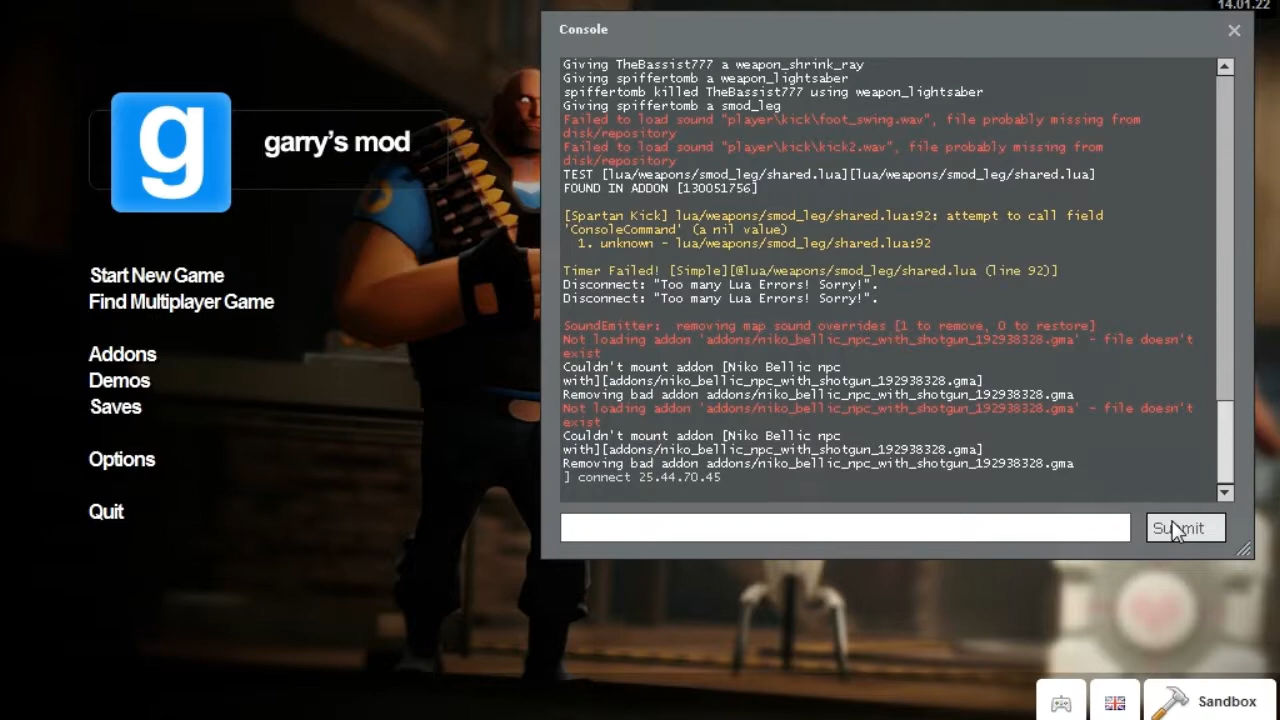 14.01.22
g
garry's mod
Start New Game
Find Multiplayer Game
Addons
Demos
Saves
Options
Quit
Console
Giving TheBassist777 a weapon_shrink_ray
Giving spiffertomb a weapon_lightsaber
spiffertomb killed TheBassist777 using weapon_lightsaber
Giving spiffertomb a smod_leg
Failed to load sound "player\kick\foot_swing.wav", file probably missing from
disk/repository
Failed to load sound "player\kick\kick2.wav", file probably missing from
disk/repository
TEST [lua/weapons/smod_leg/shared.lua][lua/weapons/smod_leg/shared.lua]
FOUND IN ADDON [130051756]
[Spartan Kick] lua/weapons/smod_leg/shared.lua:92: attempt to call field
'ConsoleCommand' (a nil value)
1. unknown - lua/weapons/smod_leg/shared.lua:92
Timer Failed! [Simple][@lua/weapons/smod_leg/shared.lua (line 92)]
Disconnect: "Too many Lua Errors! Sorry!".
Disconnect: "Too many Lua Errors! Sorry!".
SoundEmitter:  removing map sound overrides [1 to remove, 0 to restore]
Not loading addon 'addons/niko_bellic_npc_with_shotgun_192938328.gma' - file doesn't
exist
Couldn't mount addon [Niko Bellic npc
with][addons/niko_bellic_npc_with_shotgun_192938328.gma]
Removing bad addon addons/niko_bellic_npc_with_shotgun_192938328.gma
Not loading addon 'addons/niko_bellic_npc_with_shotgun_192938328.gma' - file doesn't
exist
Couldn't mount addon [Niko Bellic npc
with][addons/niko_bellic_npc_with_shotgun_192938328.gma]
Removing bad addon addons/niko_bellic_npc_with_shotgun_192938328.gma
] connect 25.44.70.45
Submit
Sandbox